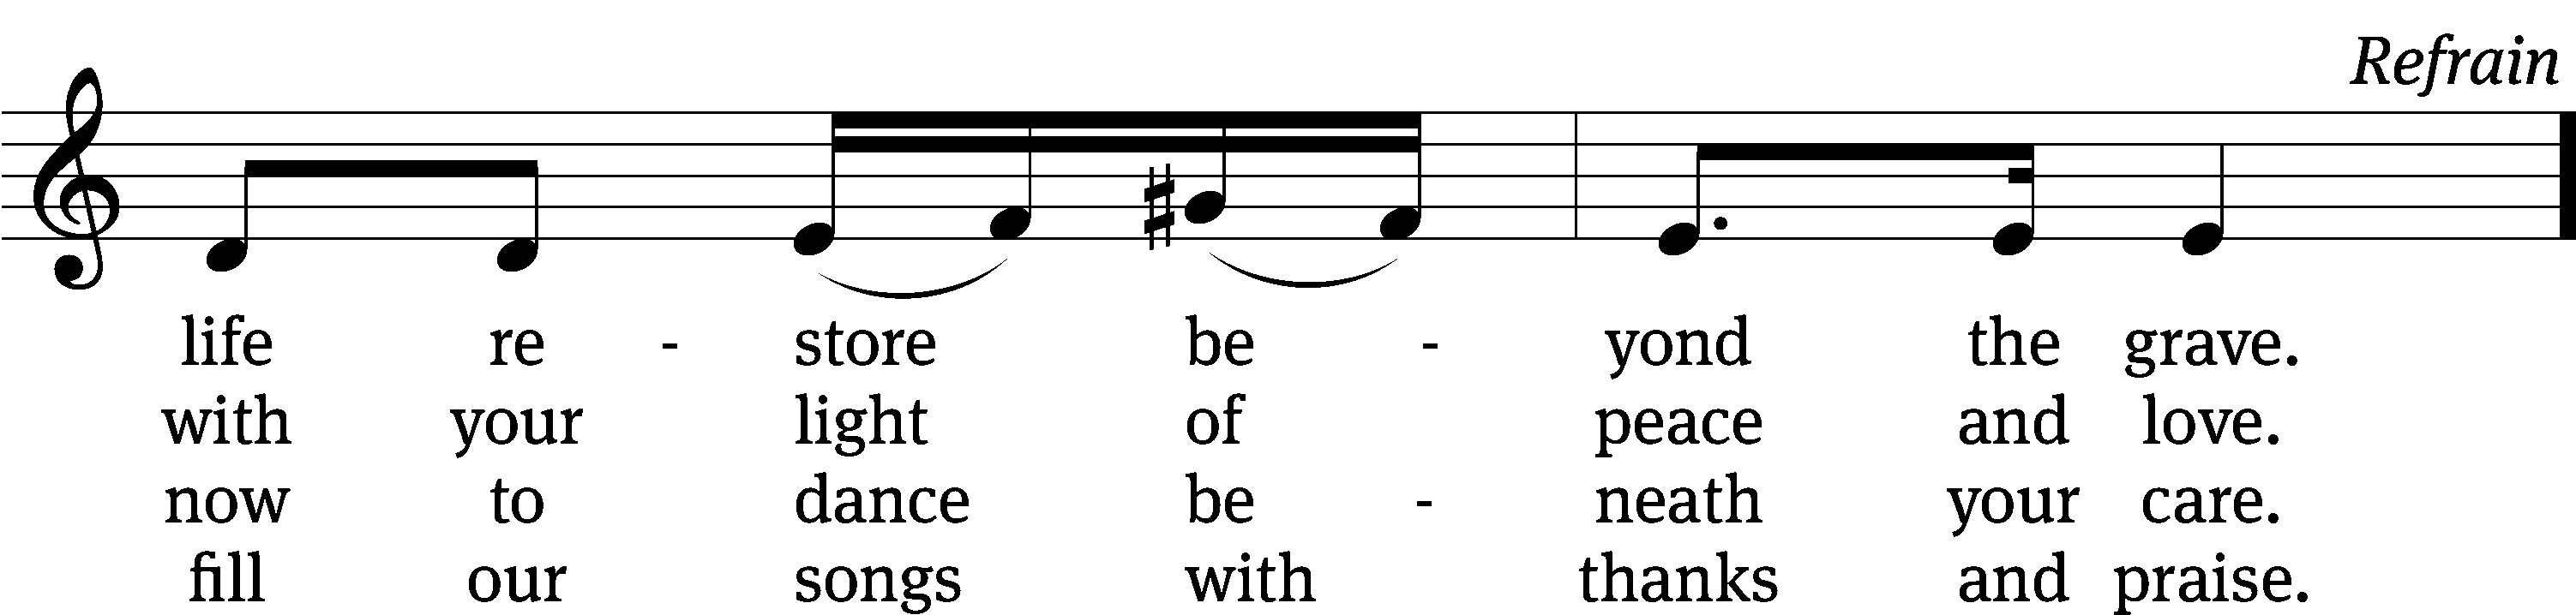 Refrain
life re - store be - yond the grave.
with your light of peace and love.
now to dance be - neath your care.
fill our songs with thanks and praise.